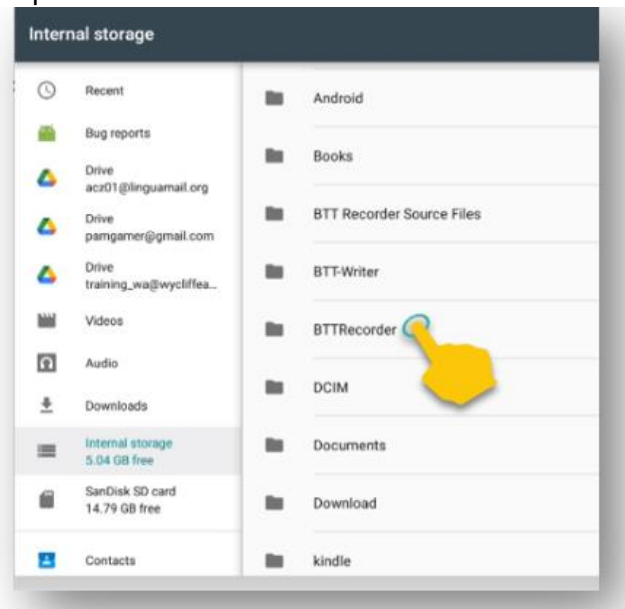 Internal storage
Recent
Bug reports
Drive
acz01@linguamail.org
Drive
pamgamer@gmail.com
Drive
training_wa@wycliffea...
Videos
Audio
Downloads
Internal storage
5.04 GB free
SanDisk SD card
14.79 GB free
Contacts
Android
Books
BTT Recorder Source Files
BTT-Writer
BTTRecorder
DCIM
Documents
Download
kindle